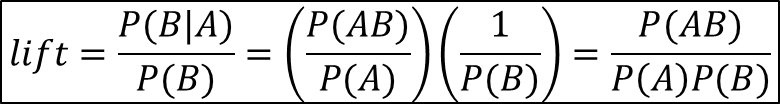 lift = P(B|A) / P(B) = (P(AB) / P(A)) (1 / P(B)) = P(AB) / P(A)P(B)